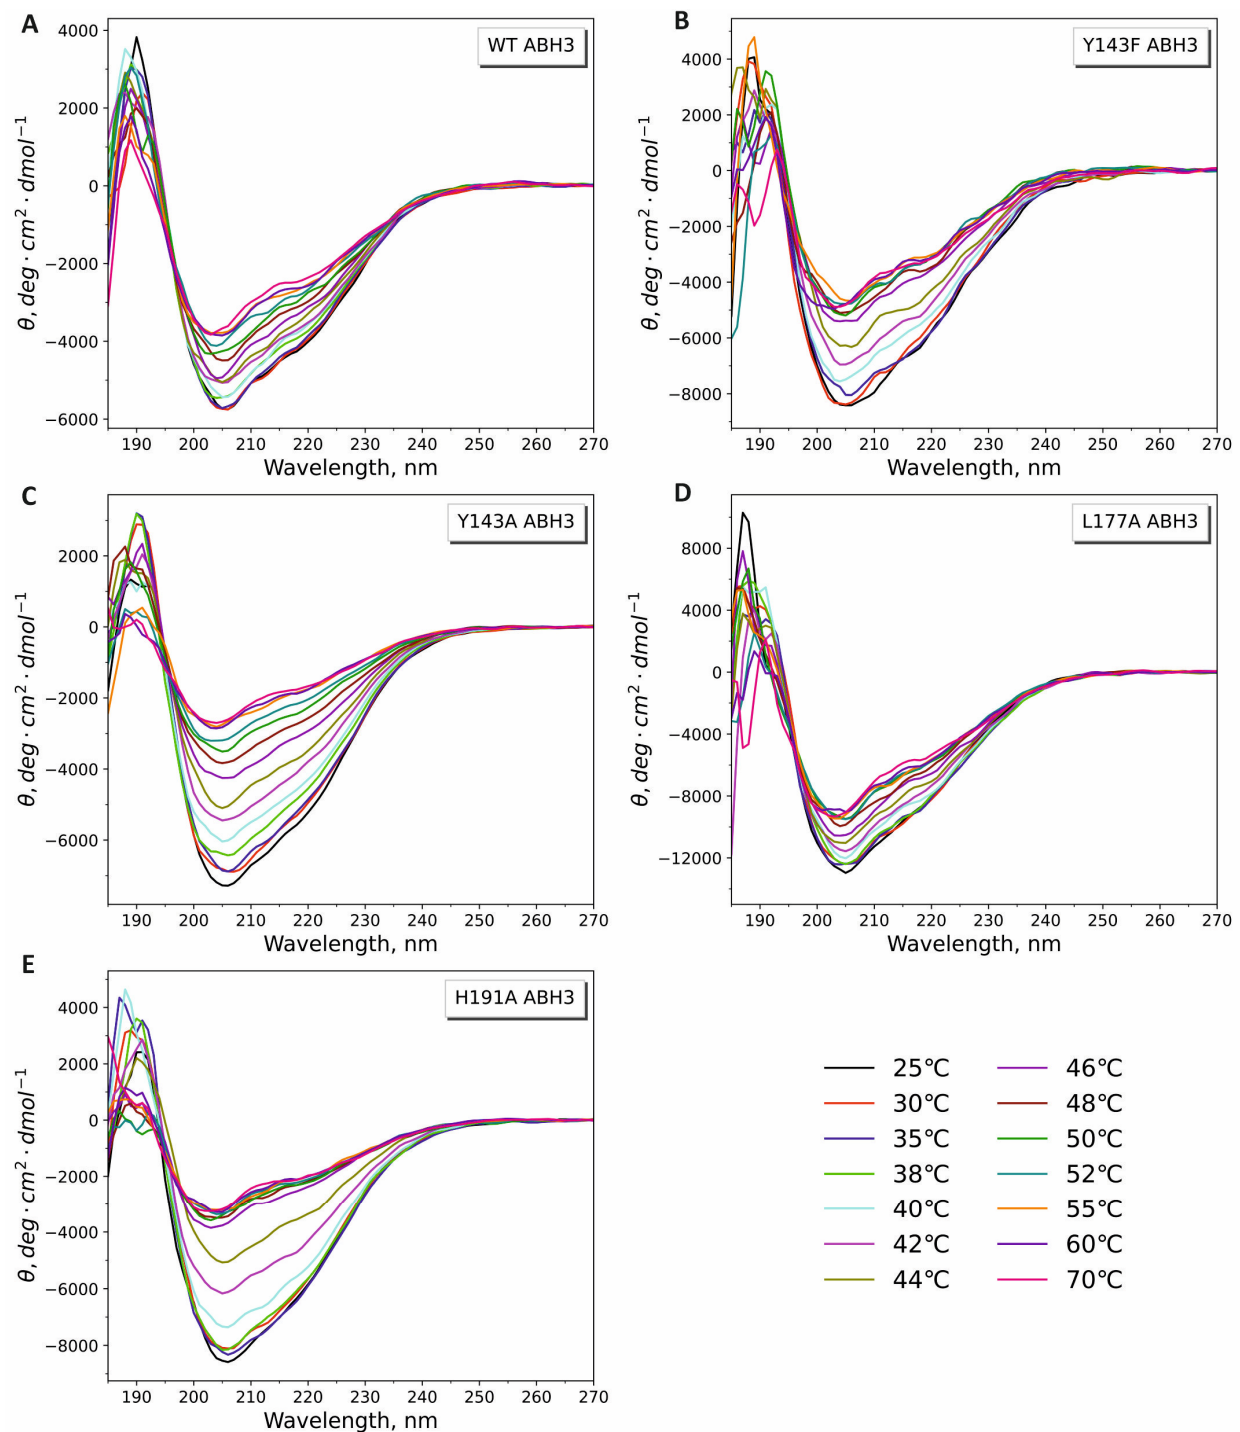 A
WT ABH3
4000
2000
0
−2000
−4000
−6000
θ, deg · cm² · dmol⁻¹
190 200 210 220 230 240 250 260 270
Wavelength, nm
B
Y143F ABH3
4000
2000
0
−2000
−4000
−6000
−8000
θ, deg · cm² · dmol⁻¹
190 200 210 220 230 240 250 260 270
Wavelength, nm
C
Y143A ABH3
2000
0
−2000
−4000
−6000
θ, deg · cm² · dmol⁻¹
190 200 210 220 230 240 250 260 270
Wavelength, nm
D
L177A ABH3
8000
4000
0
−4000
−8000
−12000
θ, deg · cm² · dmol⁻¹
190 200 210 220 230 240 250 260 270
Wavelength, nm
E
H191A ABH3
4000
2000
0
−2000
−4000
−6000
−8000
θ, deg · cm² · dmol⁻¹
190 200 210 220 230 240 250 260 270
Wavelength, nm
25℃
30℃
35℃
38℃
40℃
42℃
44℃
46℃
48℃
50℃
52℃
55℃
60℃
70℃